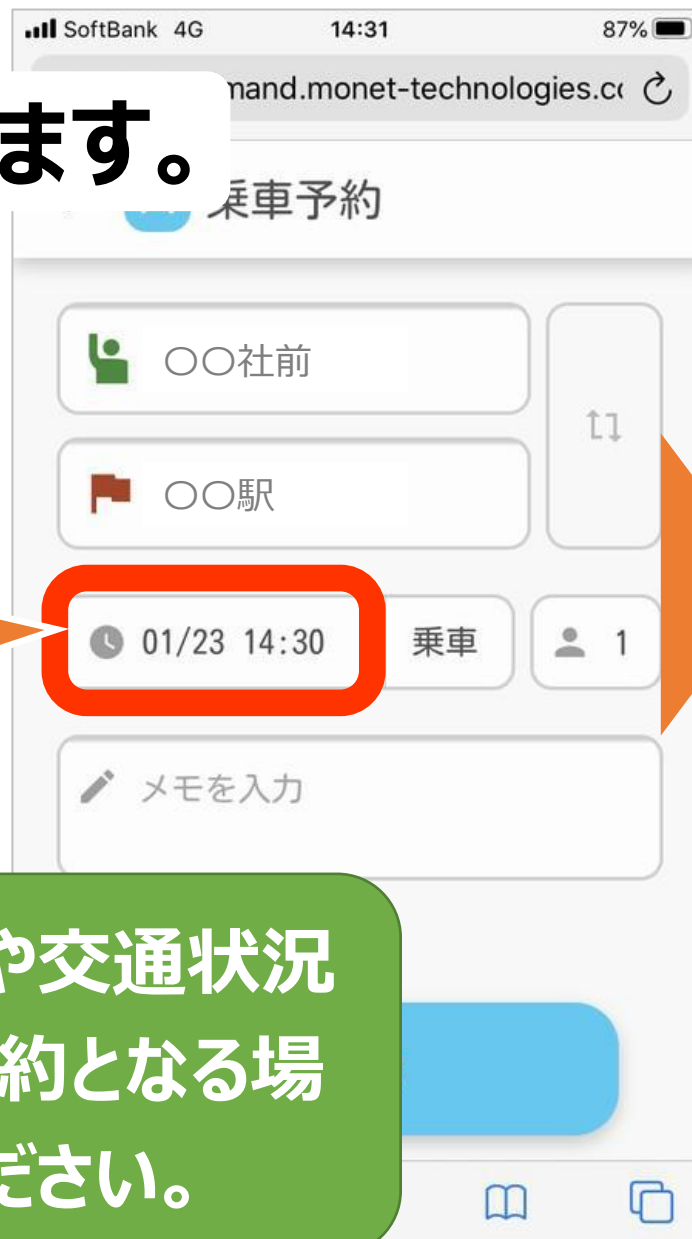 SoftBank 4G 14:31 87%
mand.monet-technologies.c
ます。
乗車予約
〇〇社前
〇〇駅
01/23 14:30 乗車 1
メモを入力
や交通状況
約となる場
ださい。